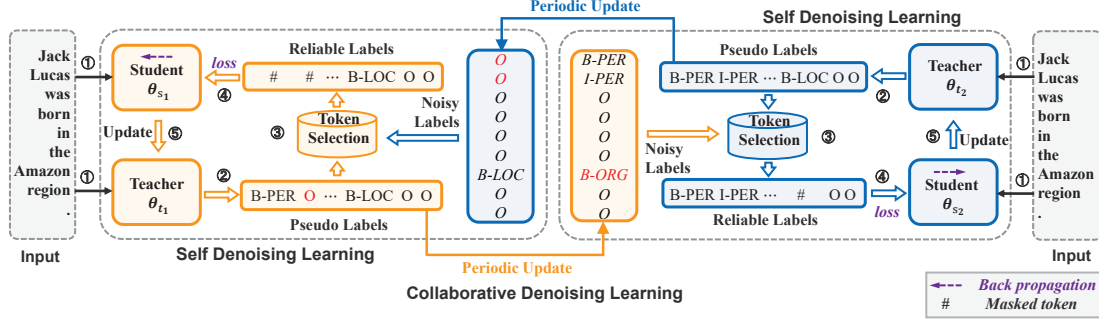 Periodic Update
Self Denoising Learning
Jack
Lucas
was
born
in
the
Amazon
region
.
Input
①
①
Student
θs₁
Update
⑤
Teacher
θt₁
loss
④
②
Reliable Labels
# # ··· B-LOC O O
③
Token
Selection
B-PER O ··· B-LOC O O
Pseudo Labels
Noisy
Labels
O
O
O
O
O
O
B-LOC
O
O
Self Denoising Learning
B-PER
I-PER
O
O
O
O
B-ORG
O
O
Noisy
Labels
Pseudo Labels
B-PER I-PER ··· B-LOC O O
Token
Selection
③
B-PER I-PER ··· # O O
Reliable Labels
②
④
loss
Teacher
θt₂
⑤
Update
Student
θs₂
①
①
Jack
Lucas
was
born
in
the
Amazon
region
.
Input
Periodic Update
Collaborative Denoising Learning
Back propagation
# Masked token